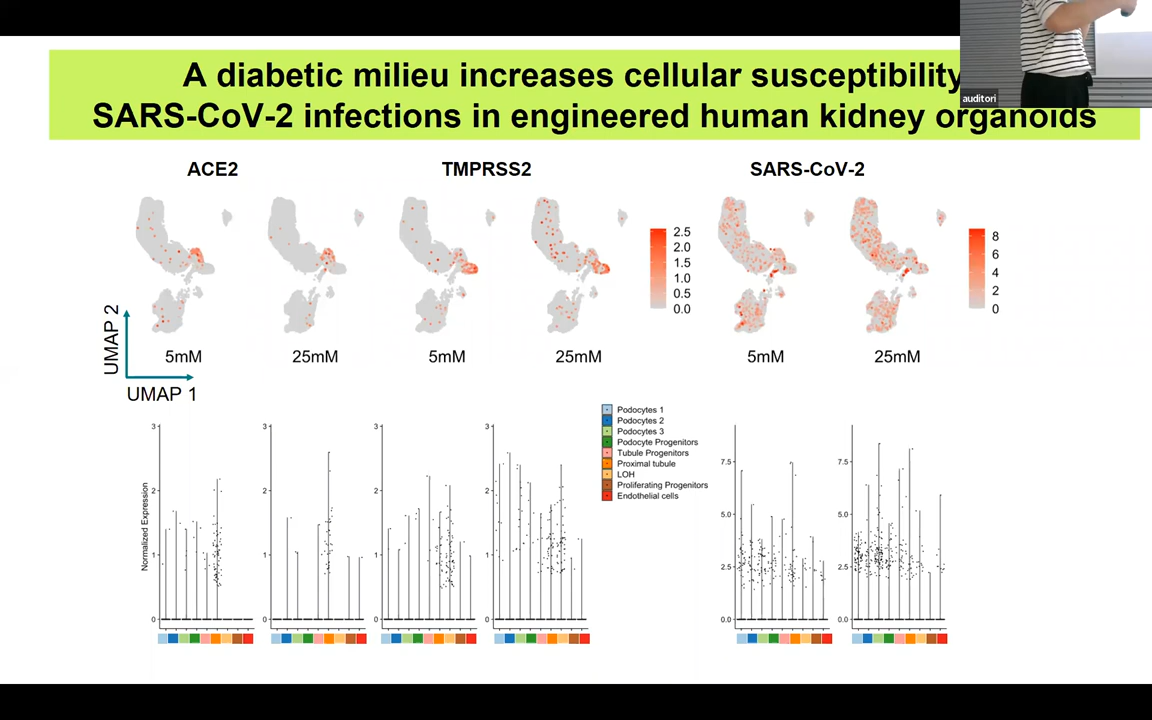 A diabetic milieu increases cellular susceptibility
SARS-CoV-2 infections in engineered human kidney organoids
auditori
ACE2
TMPRSS2
SARS-CoV-2
2.5
2.0
1.5
1.0
0.5
0.0
8
6
4
2
0
UMAP 2
UMAP 1
5mM
25mM
5mM
25mM
5mM
25mM
Normalized Expression
3
2
1
0
3
2
1
0
3
2
1
0
3
2
1
0
Podocytes 1
Podocytes 2
Podocytes 3
Podocyte Progenitors
Tubule Progenitors
Proximal tubule
LOH
Proliferating Progenitors
Endothelial cells
7.5
5.0
2.5
0.0
7.5
5.0
2.5
0.0